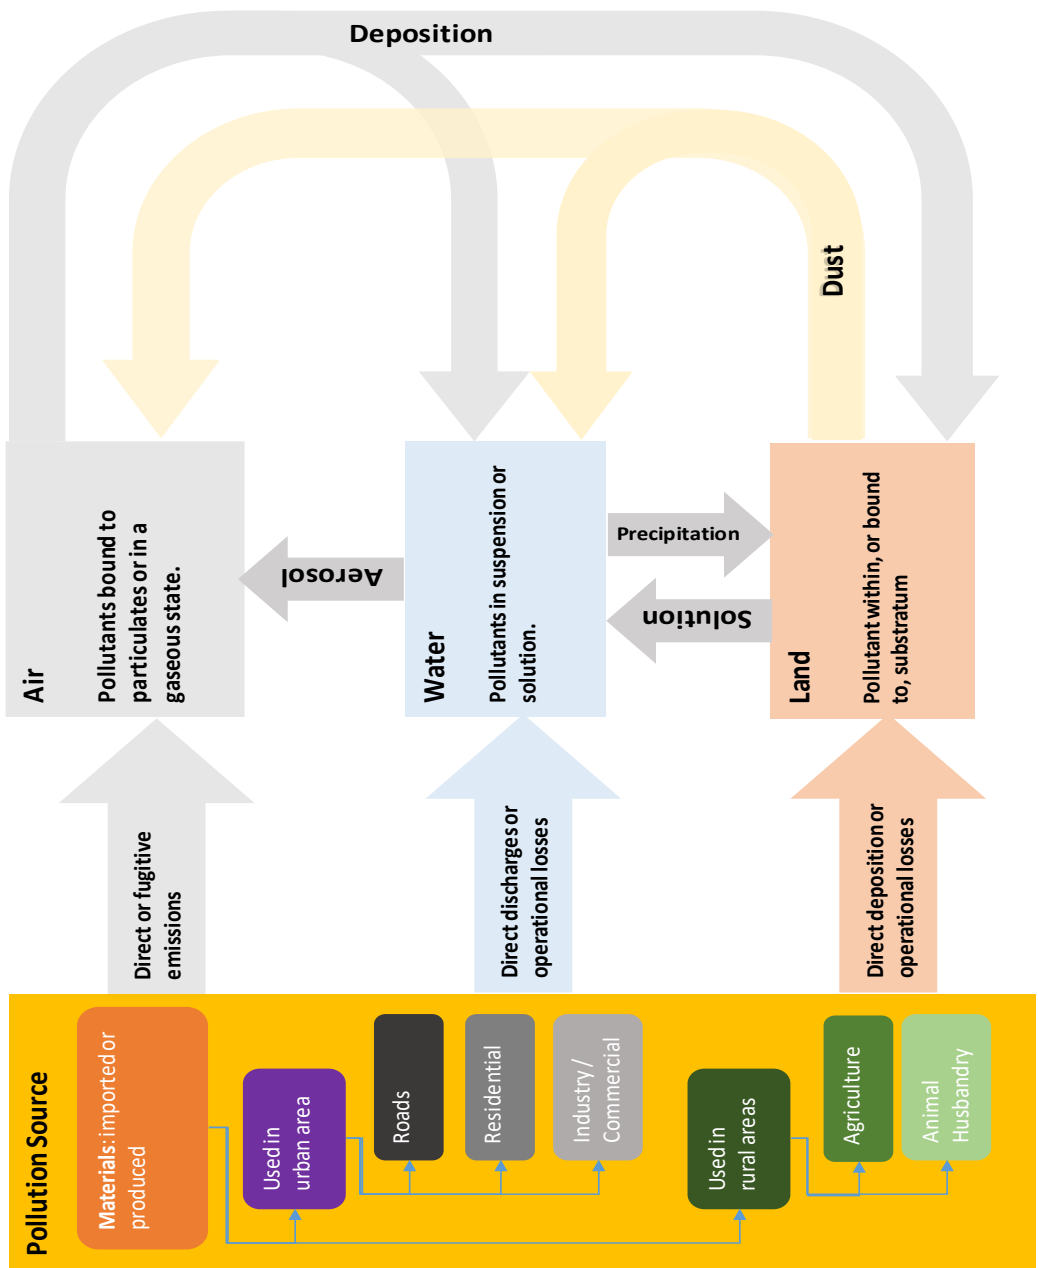 Pollution Source
Materials: imported or
produced
Used in
urban area
Roads
Residential
Industry /
Commercial
Used in
rural areas
Agriculture
Animal
Husbandry
Direct or fugitive
emissions
Direct discharges or
operational losses
Direct deposition or
operational losses
Air
Pollutants bound to
particulates or in a
gaseous state.
Water
Pollutants in suspension or
solution.
Land
Pollutant within, or bound
to, substratum
Aerosol
Precipitation
Solution
Deposition
Dust